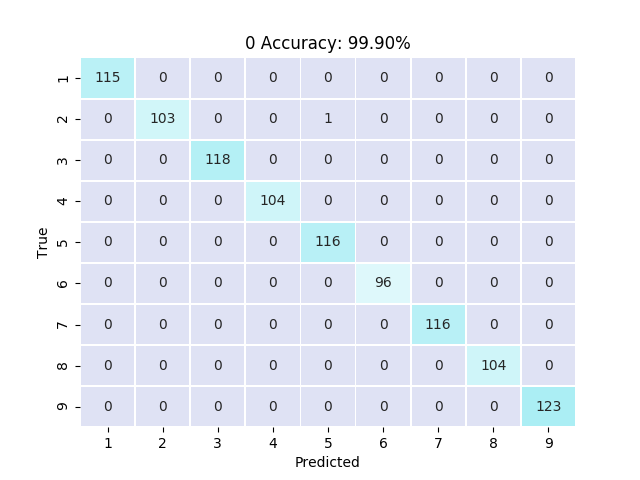 0 Accuracy: 99.90%
1 115 0 0 0 0 0 0 0 0
2 0 103 0 0 1 0 0 0 0
3 0 0 118 0 0 0 0 0 0
4 0 0 0 104 0 0 0 0 0
5 0 0 0 0 116 0 0 0 0
6 0 0 0 0 0 96 0 0 0
7 0 0 0 0 0 0 116 0 0
8 0 0 0 0 0 0 0 104 0
9 0 0 0 0 0 0 0 0 123
True
1 2 3 4 5 6 7 8 9
Predicted